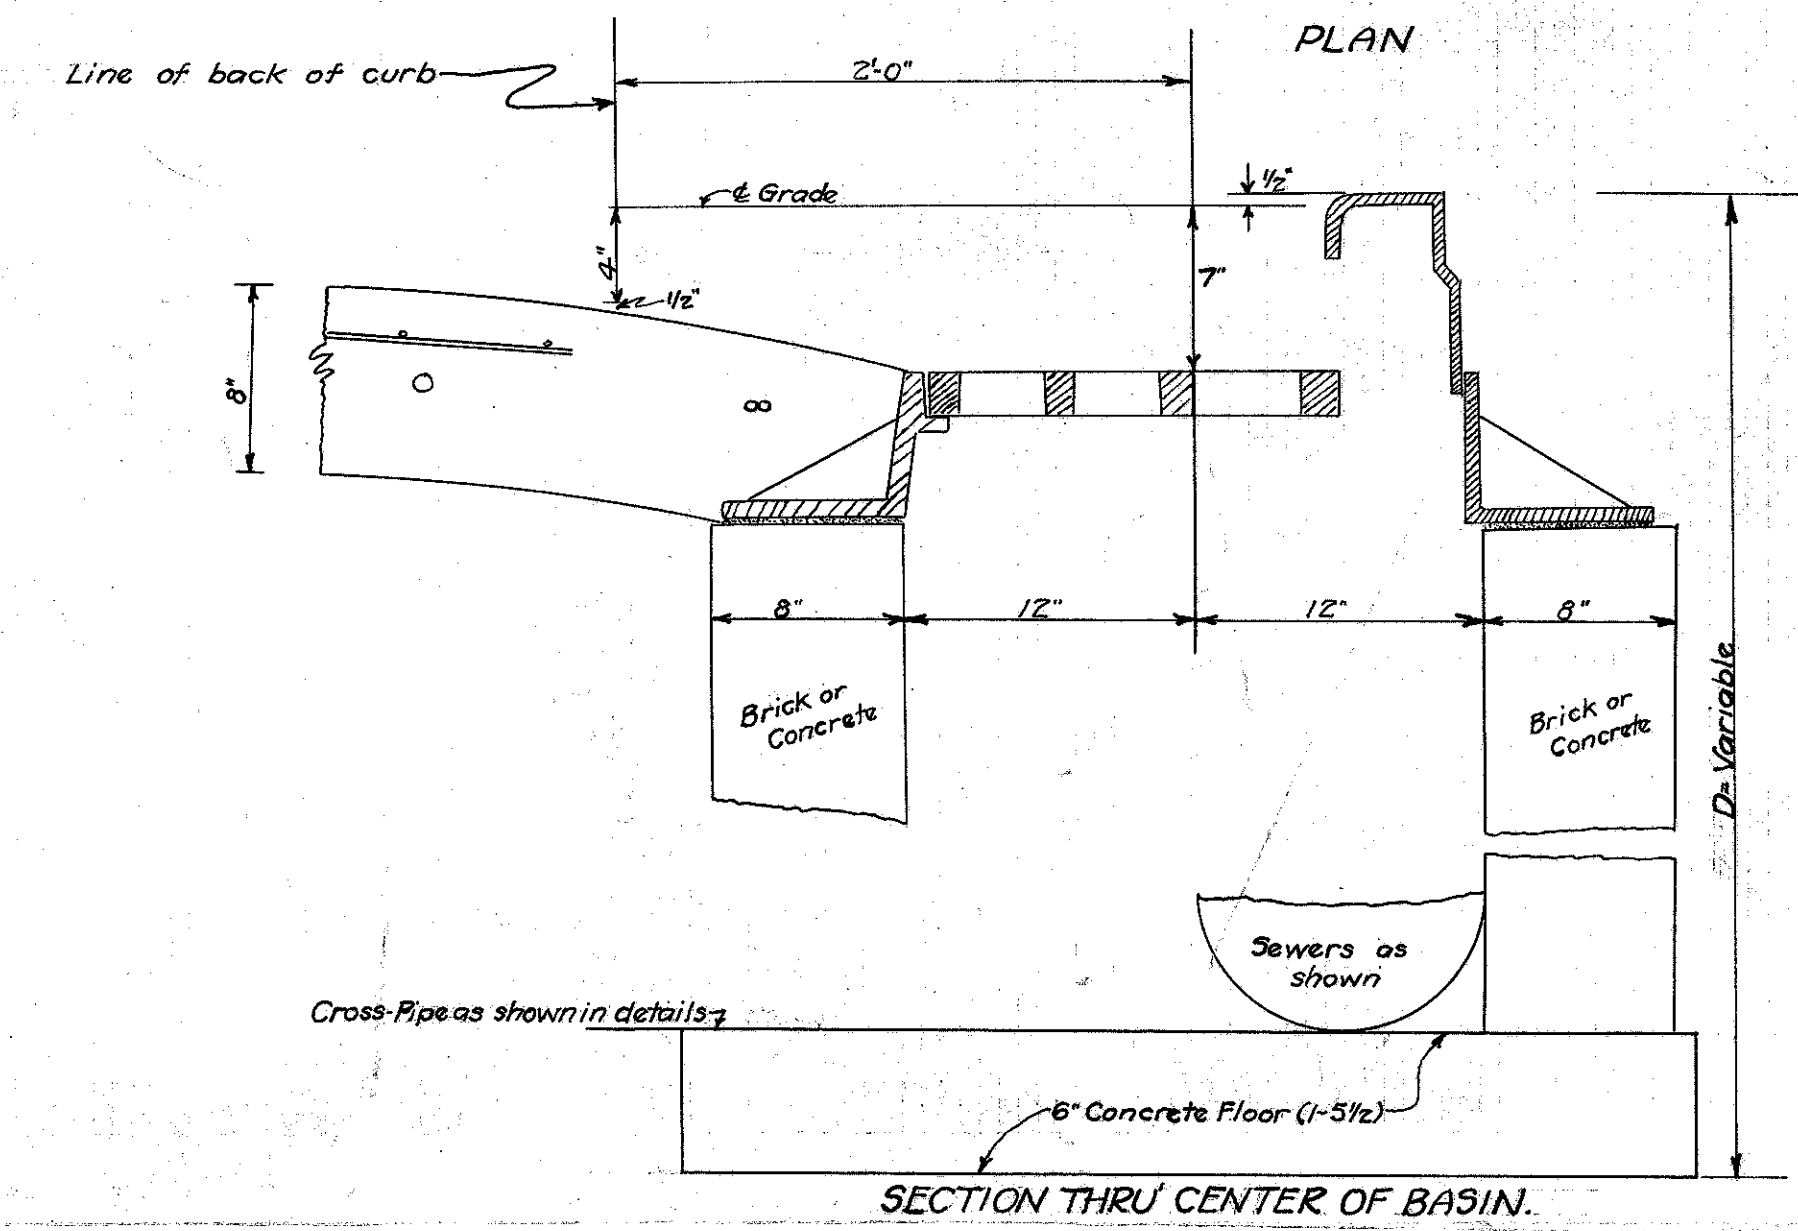 PLAN
Line of back of curb
2'-0"
℄ Grade
1/2"
4"
7"
1/2"
8"
8"
12"
12"
8"
Brick or
Concrete
Brick or
Concrete
D=Variable
Sewers as
shown
Cross-Pipe as shown in details
6" Concrete Floor (1-5½)
SECTION THRU' CENTER OF BASIN.